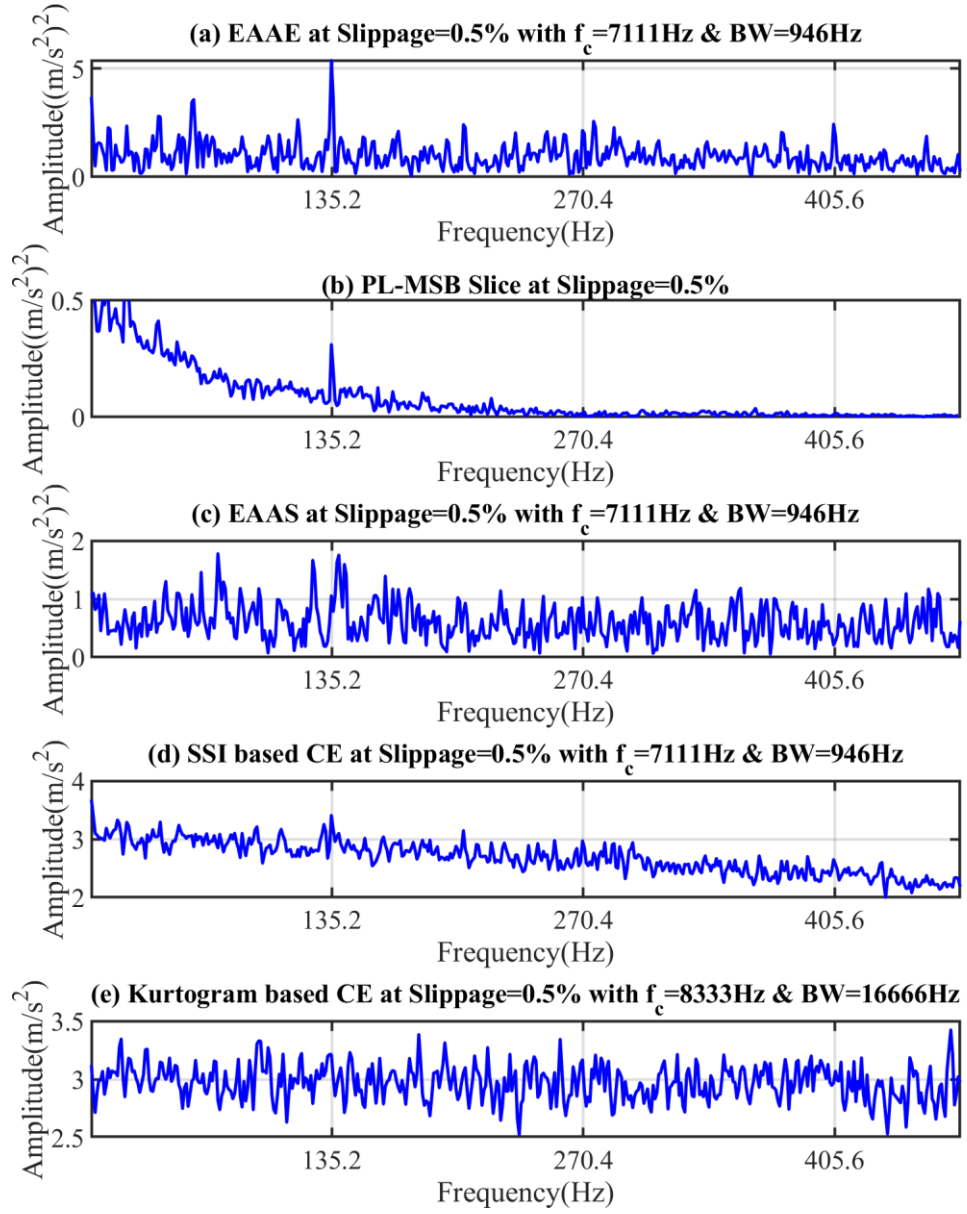 (a) EAAE at Slippage=0.5% with f_c=7111Hz & BW=946Hz
Amplitude((m/s²)²)
5
0
135.2 270.4 405.6
Frequency(Hz)
(b) PL-MSB Slice at Slippage=0.5%
Amplitude((m/s²)²)
0.5
0
135.2 270.4 405.6
Frequency(Hz)
(c) EAAS at Slippage=0.5% with f_c=7111Hz & BW=946Hz
Amplitude((m/s²)²)
2
1
0
135.2 270.4 405.6
Frequency(Hz)
(d) SSI based CE at Slippage=0.5% with f_c=7111Hz & BW=946Hz
Amplitude(m/s²)
4
3
2
135.2 270.4 405.6
Frequency(Hz)
(e) Kurtogram based CE at Slippage=0.5% with f_c=8333Hz & BW=16666Hz
Amplitude(m/s²)
3.5
3
2.5
135.2 270.4 405.6
Frequency(Hz)